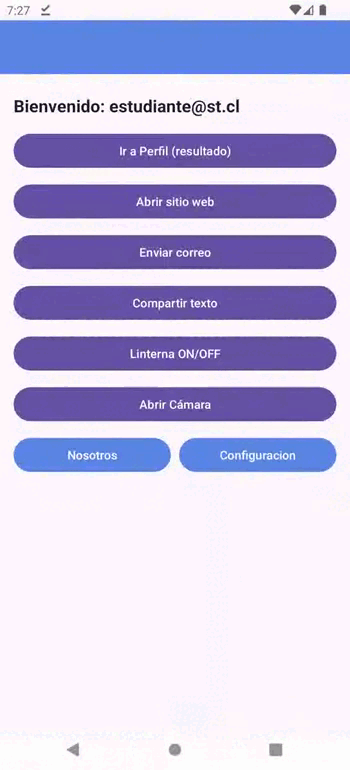 7:27
Bienvenido: estudiante@st.cl
Ir a Perfil (resultado)
Abrir sitio web
Enviar correo
Compartir texto
Linterna ON/OFF
Abrir Cámara
Nosotros
Configuracion